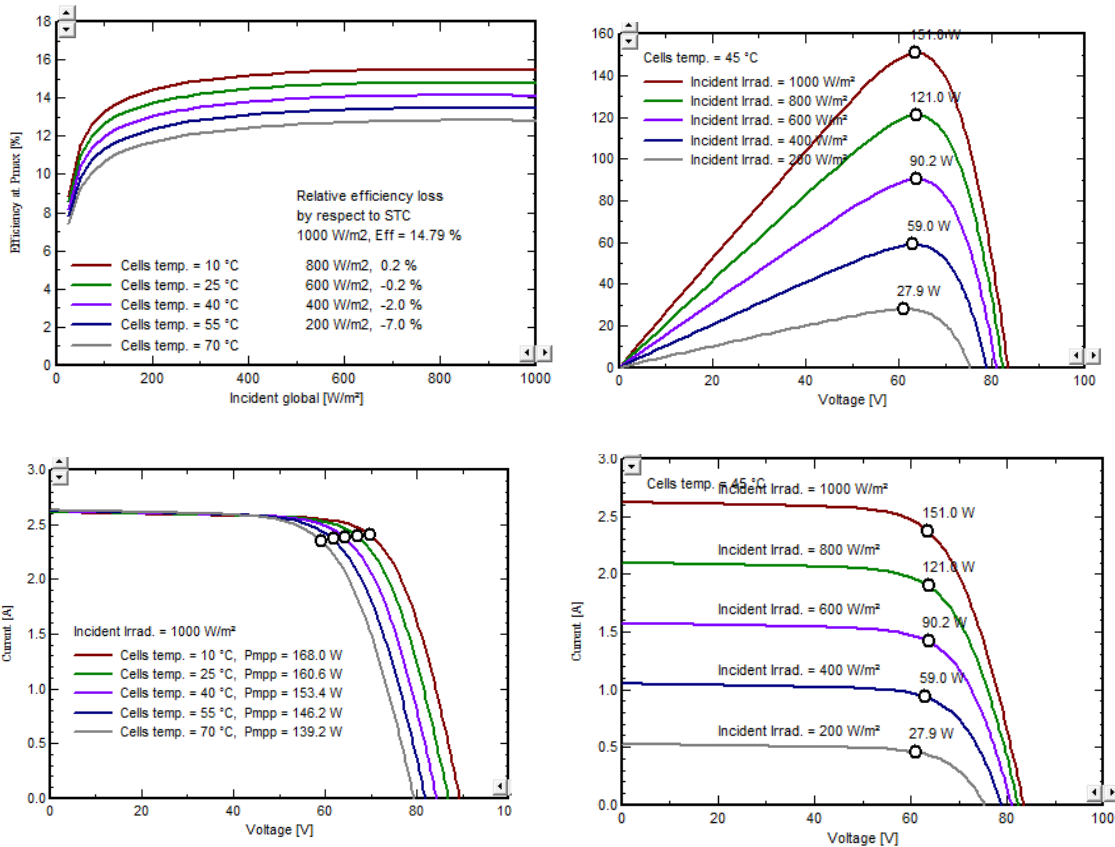 18
16
14
12
10
8
6
4
2
0
Efficiency at Pmax [%]
Relative efficiency loss
by respect to STC
1000 W/m2, Eff = 14.79 %
Cells temp. = 10 °C 800 W/m2, 0.2 %
Cells temp. = 25 °C 600 W/m2, -0.2 %
Cells temp. = 40 °C 400 W/m2, -2.0 %
Cells temp. = 55 °C 200 W/m2, -7.0 %
Cells temp. = 70 °C
0 200 400 600 800 1000
Incident global [W/m²]
160
140
120
100
80
60
40
20
0
151.0 W
Cells temp. = 45 °C
Incident Irrad. = 1000 W/m²
Incident Irrad. = 800 W/m²
Incident Irrad. = 600 W/m²
Incident Irrad. = 400 W/m²
Incident Irrad. = 200 W/m²
121.0 W
90.2 W
59.0 W
27.9 W
0 20 40 60 80 100
Voltage [V]
3.0
2.5
2.0
1.5
1.0
0.5
0.0
Current. [A]
Incident Irrad. = 1000 W/m²
Cells temp. = 10 °C, Pmpp = 168.0 W
Cells temp. = 25 °C, Pmpp = 160.6 W
Cells temp. = 40 °C, Pmpp = 153.4 W
Cells temp. = 55 °C, Pmpp = 146.2 W
Cells temp. = 70 °C, Pmpp = 139.2 W
0 20 40 60 80 10
Voltage [V]
3.0
2.5
2.0
1.5
1.0
0.5
0.0
Current. [A]
Cells temp. = 45 °C
Incident Irrad. = 1000 W/m²
151.0 W
Incident Irrad. = 800 W/m²
121.0 W
Incident Irrad. = 600 W/m²
90.2 W
Incident Irrad. = 400 W/m²
59.0 W
Incident Irrad. = 200 W/m²
27.9 W
0 20 40 60 80 100
Voltage [V]